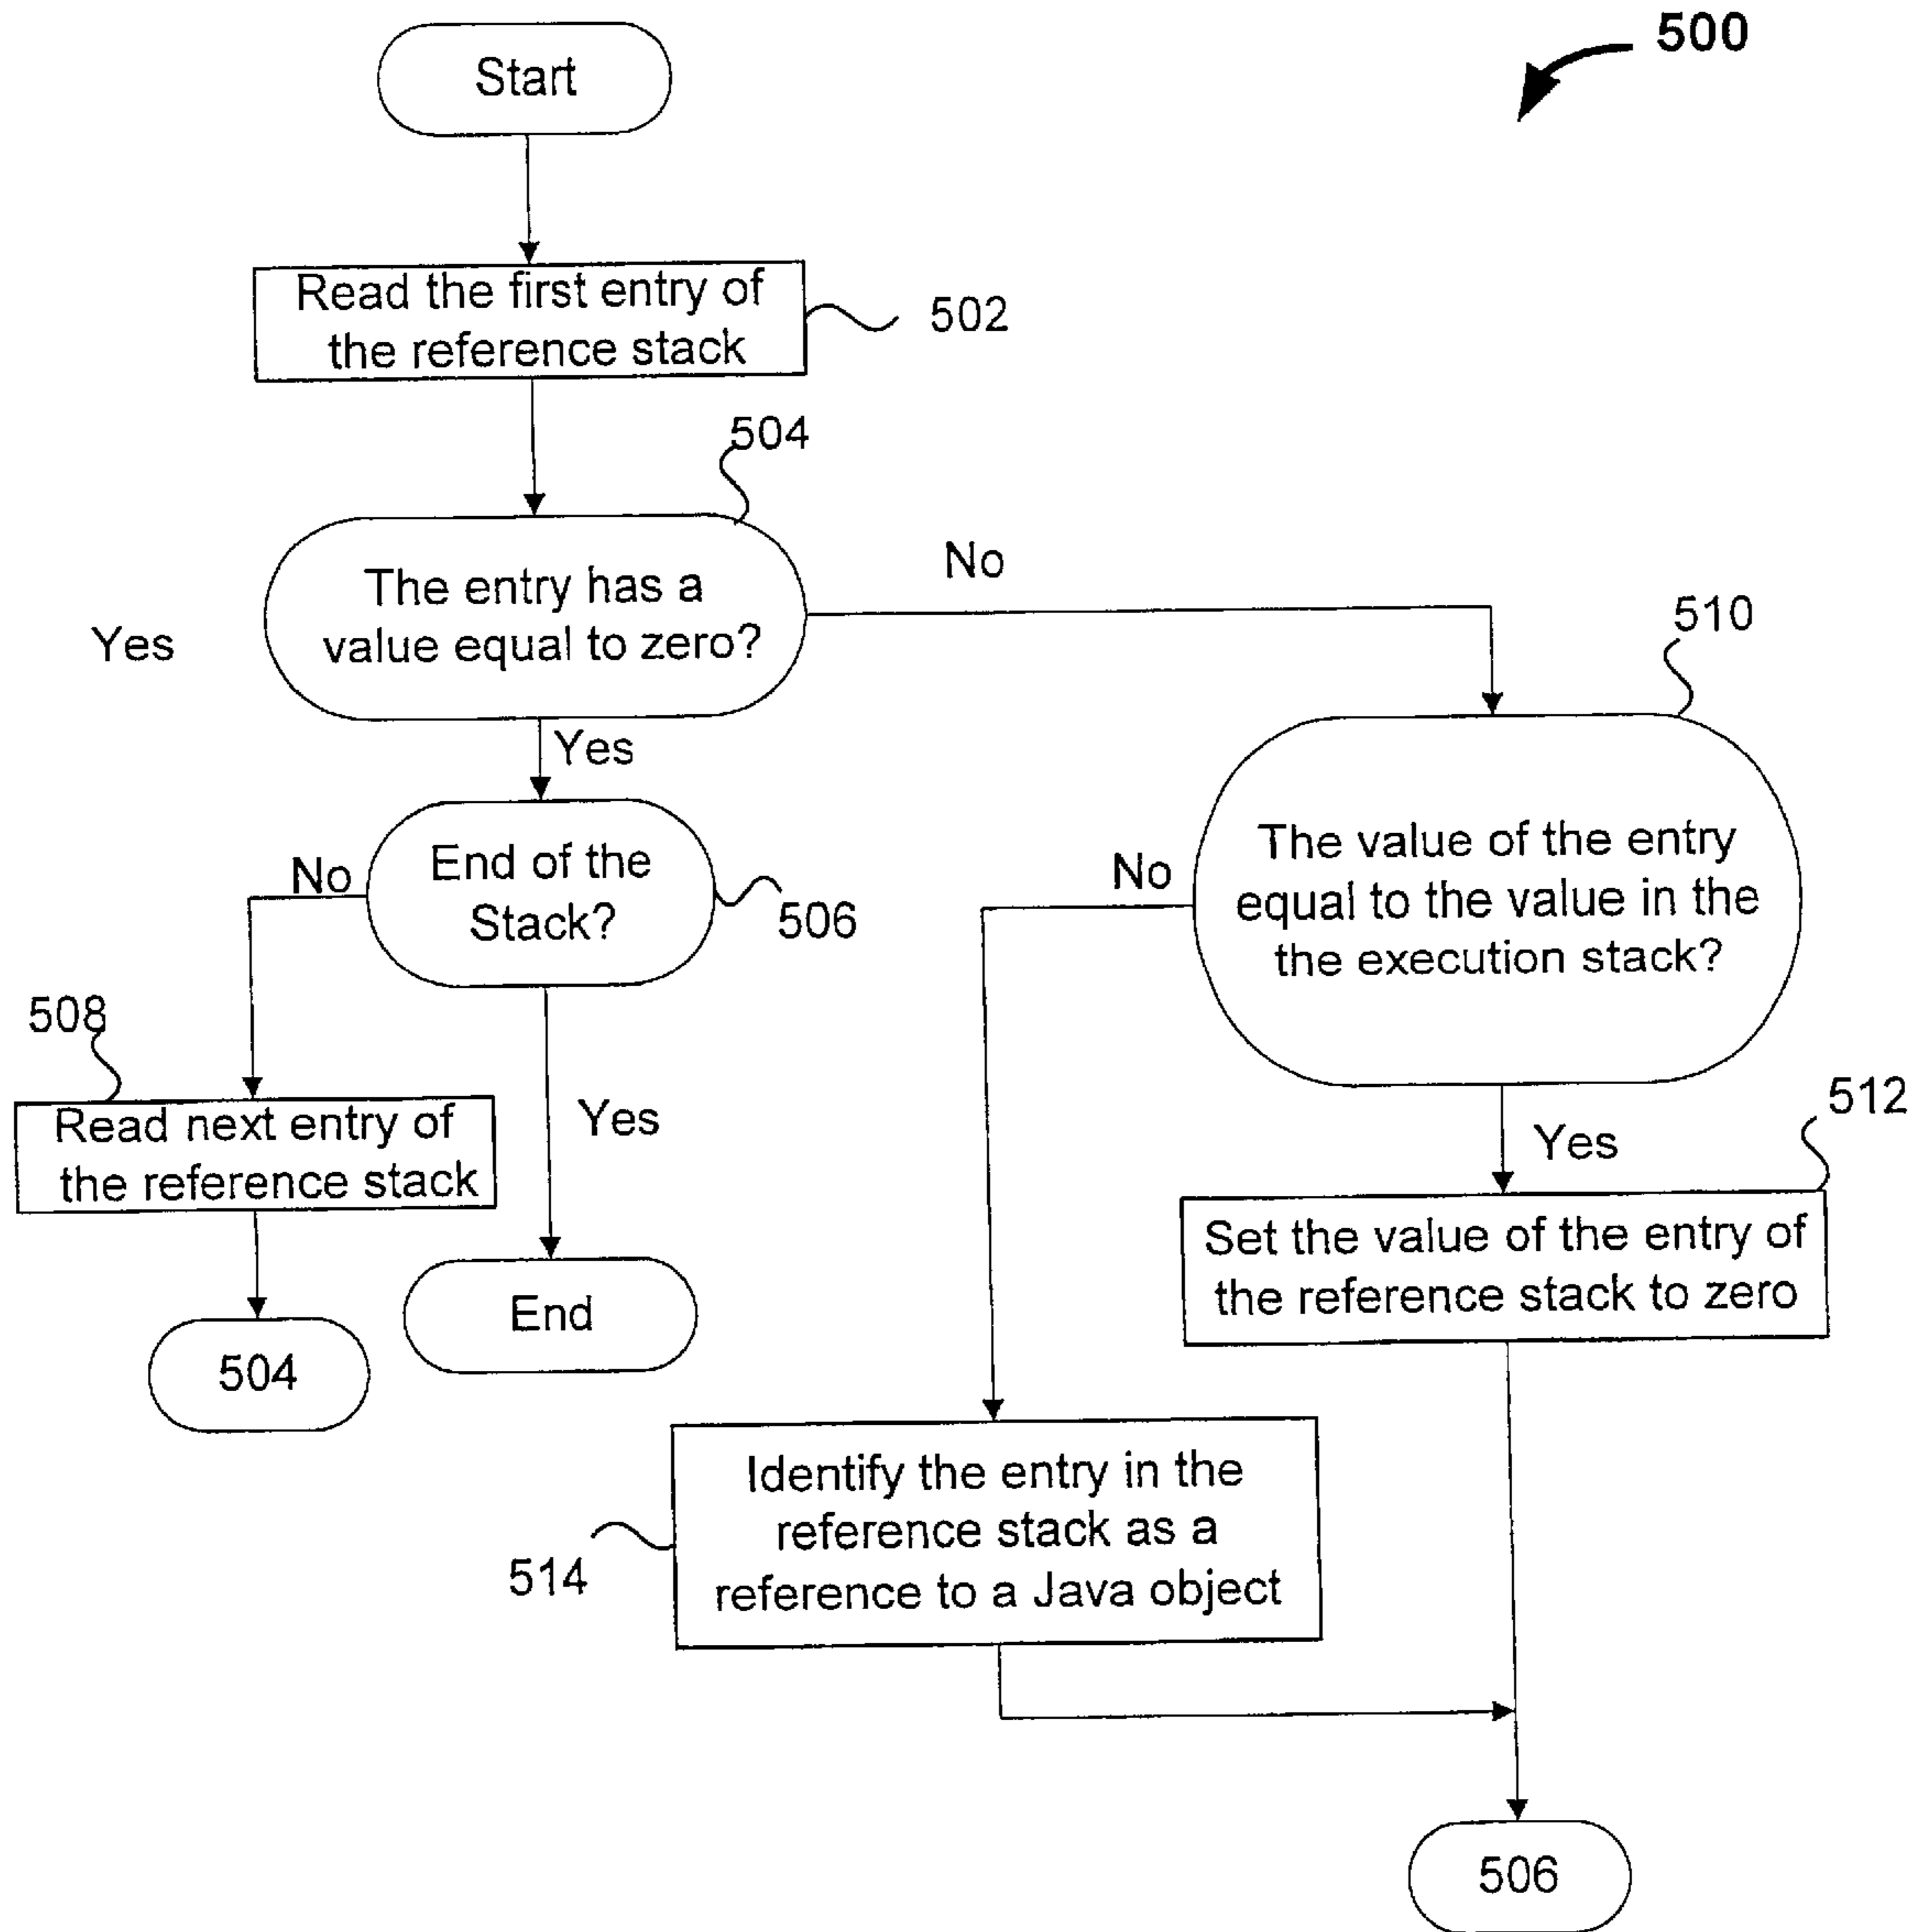 500
Start
Read the first entry of
the reference stack
502
504
The entry has a
value equal to zero?
No
Yes
510
Yes
End of the
Stack?
No
506
The value of the entry
equal to the value in the
the execution stack?
No
508
Read next entry of
the reference stack
Yes
512
Yes
Set the value of the entry of
the reference stack to zero
End
504
Identify the entry in the
reference stack as a
reference to a Java object
514
506